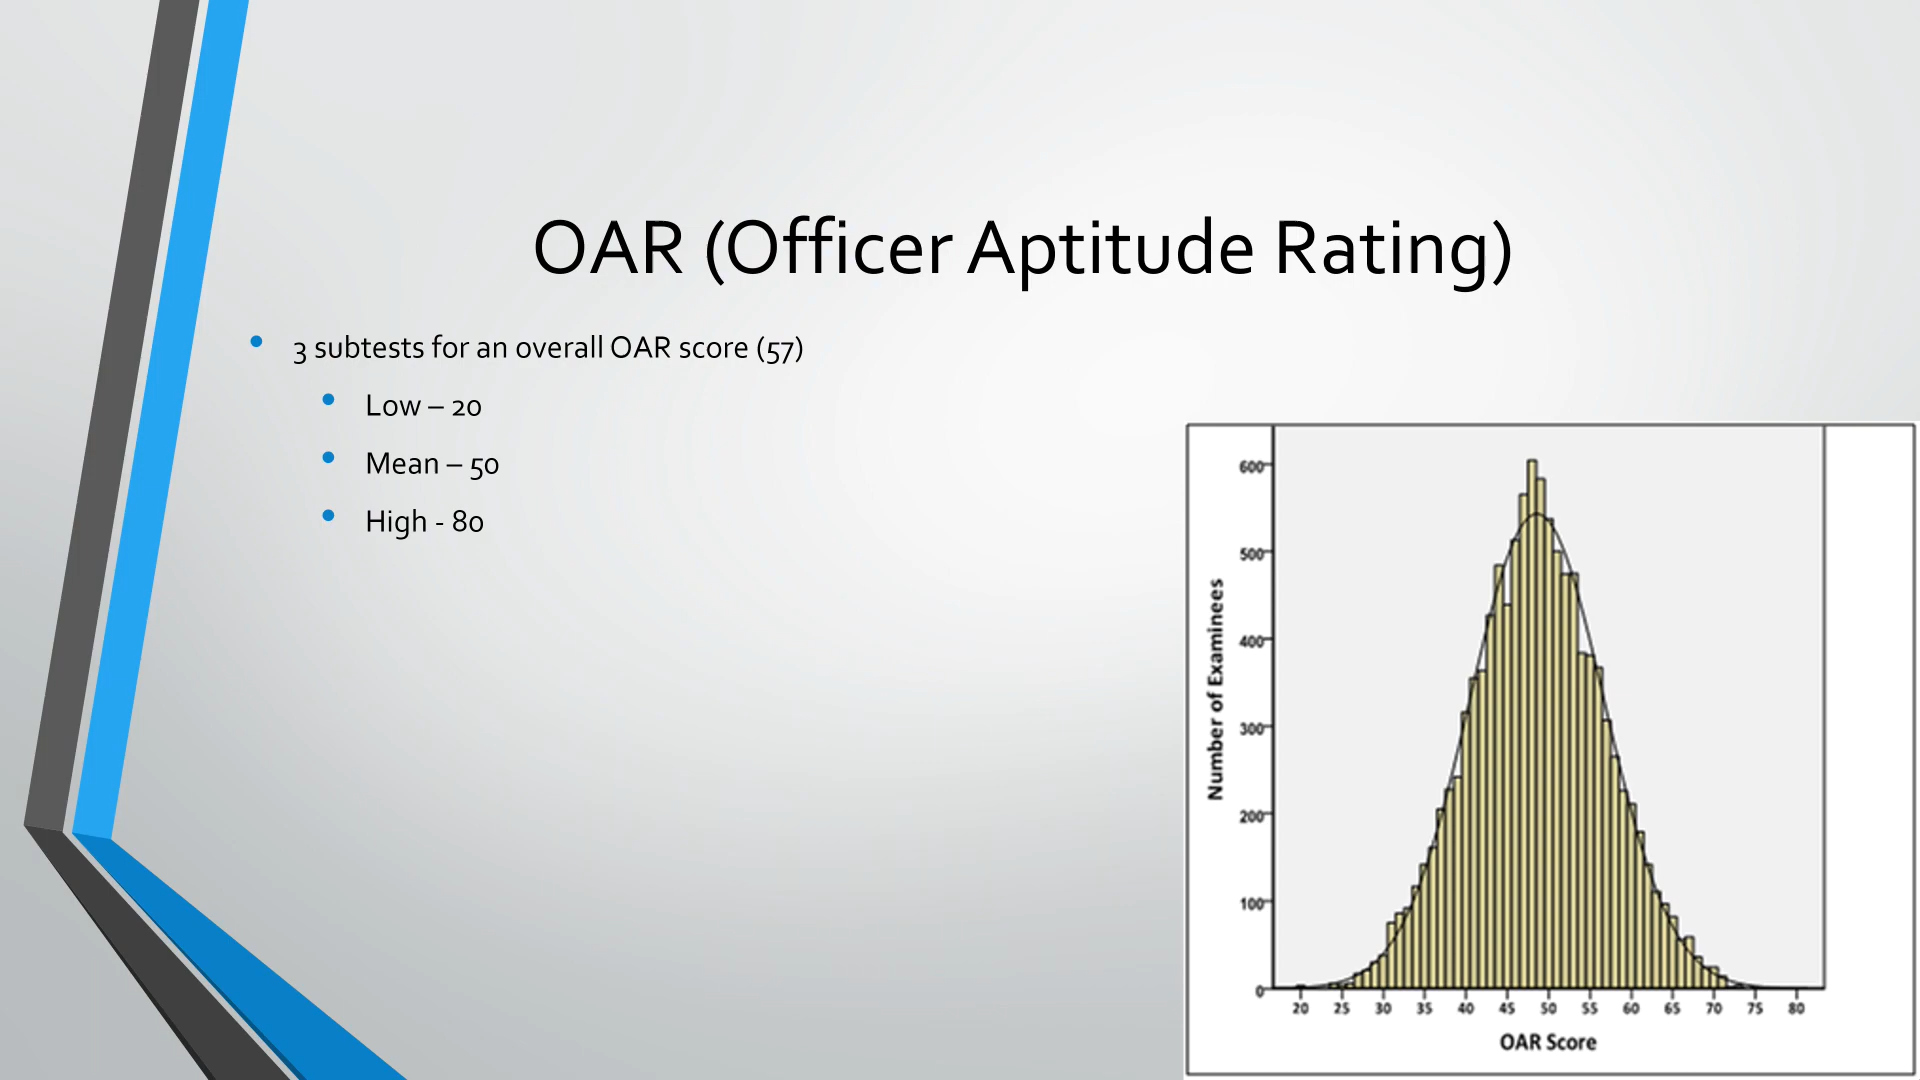 OAR (Officer Aptitude Rating)
• 3 subtests for an overall OAR score (57)
• Low – 20
• Mean – 50
• High - 80
600
500
400
300
200
100
0
Number of Examinees
20 25 30 35 40 45 50 55 60 65 70 75 80
OAR Score